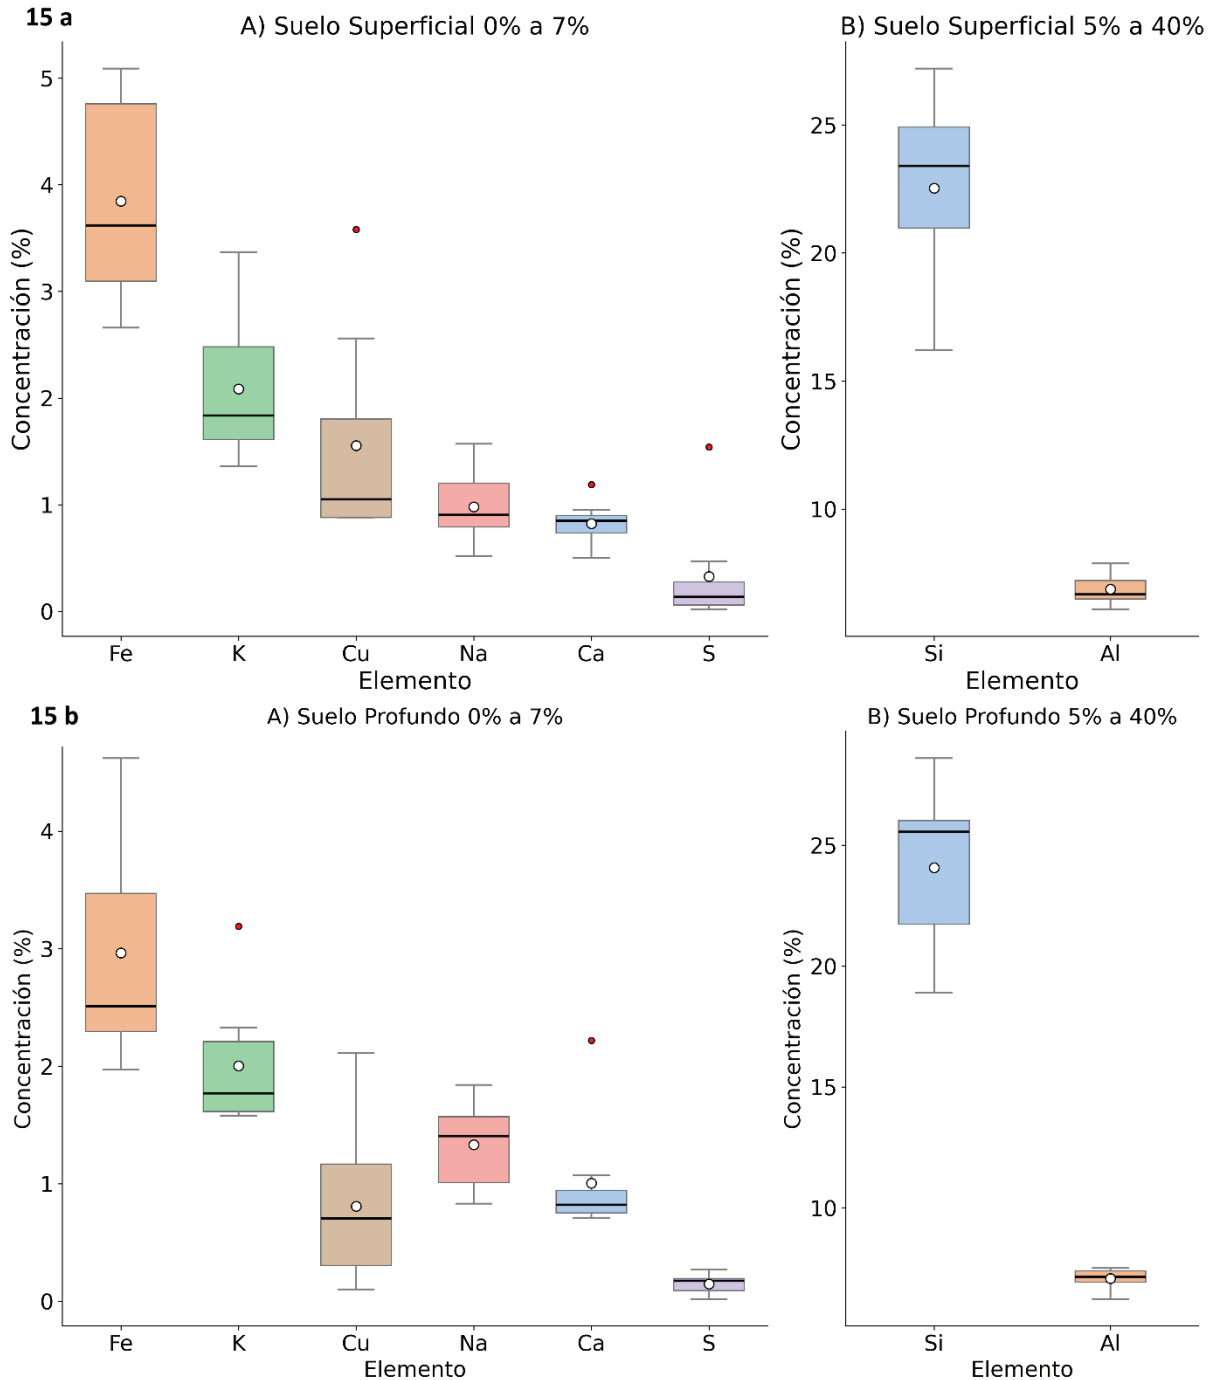 15 a
A) Suelo Superficial 0% a 7%
Concentración (%)
5
4
3
2
1
0
Fe K Cu Na Ca S
Elemento
B) Suelo Superficial 5% a 40%
Concentración (%)
25
20
15
10
Si Al
Elemento
15 b
A) Suelo Profundo 0% a 7%
Concentración (%)
4
3
2
1
0
Fe K Cu Na Ca S
Elemento
B) Suelo Profundo 5% a 40%
Concentración (%)
25
20
15
10
Si Al
Elemento